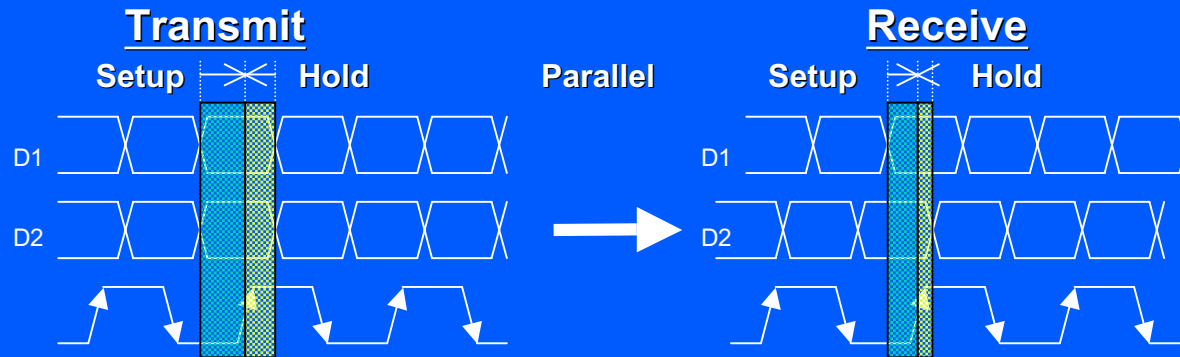 Transmit
Receive
Setup Hold Parallel Setup Hold
D1 D1
D2 D2